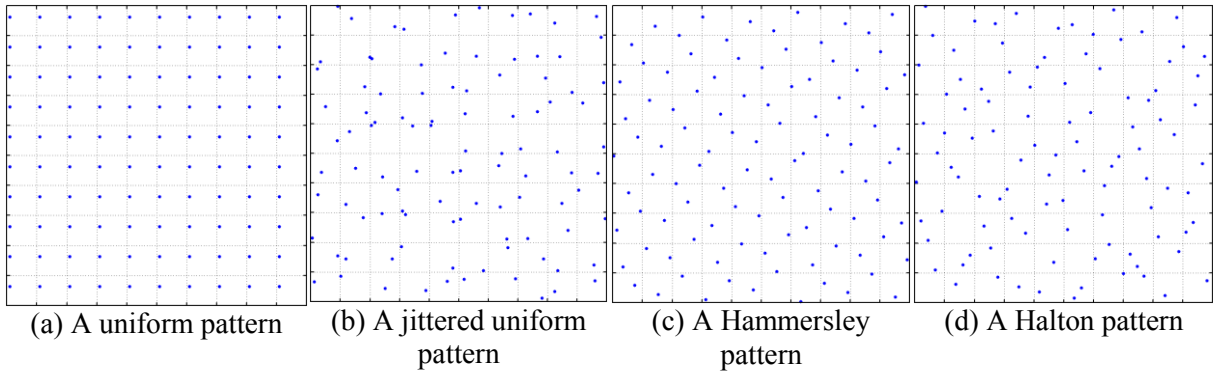 (a) A uniform pattern
(b) A jittered uniform
pattern
(c) A Hammersley
pattern
(d) A Halton pattern